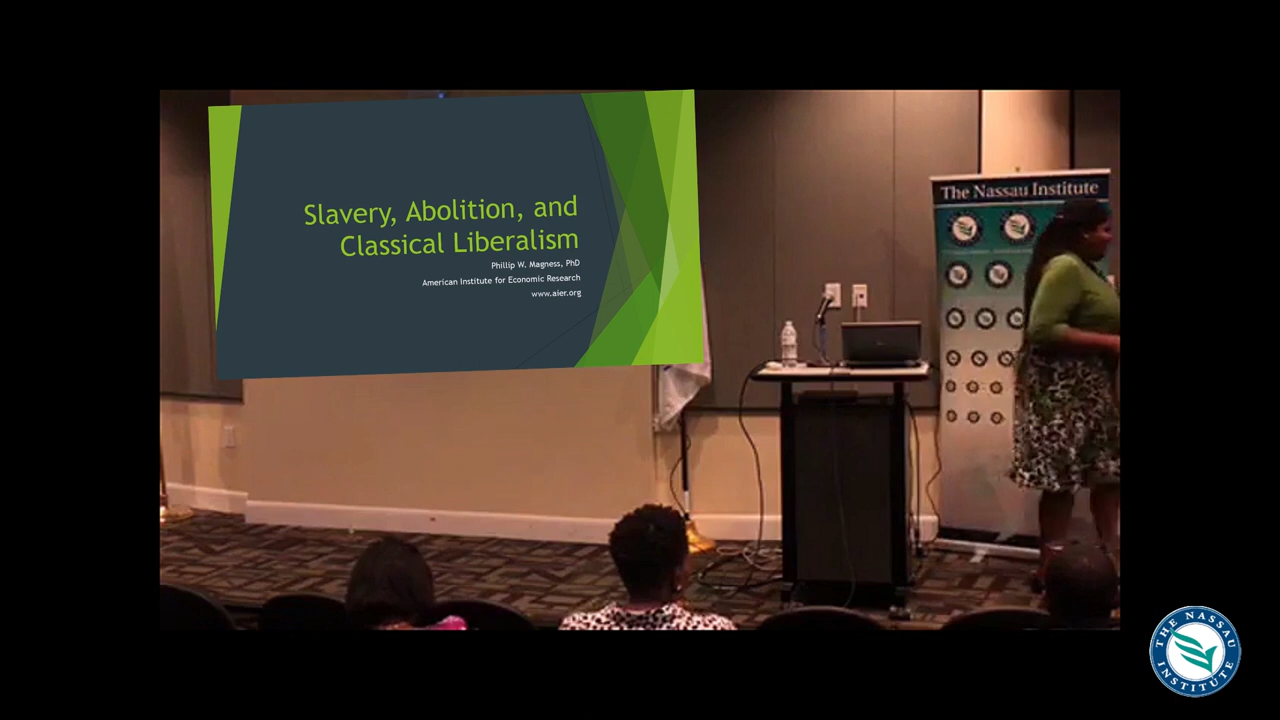 Slavery, Abolition, and
Classical Liberalism
Phillip W. Magness, PhD
American Institute for Economic Research
www.aier.org
The Nassau Institute
THE NASSAU
INSTITUTE